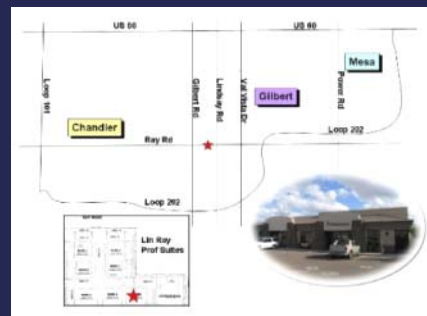 US 60
US 60
Mesa
Loop 101
Gilbert Rd
Lindsay Rd
Val Vista Dr
Gilbert
Power Rd
Chandler
Ray Rd
Loop 202
Loop 202
Lin Ray
Prof Suites